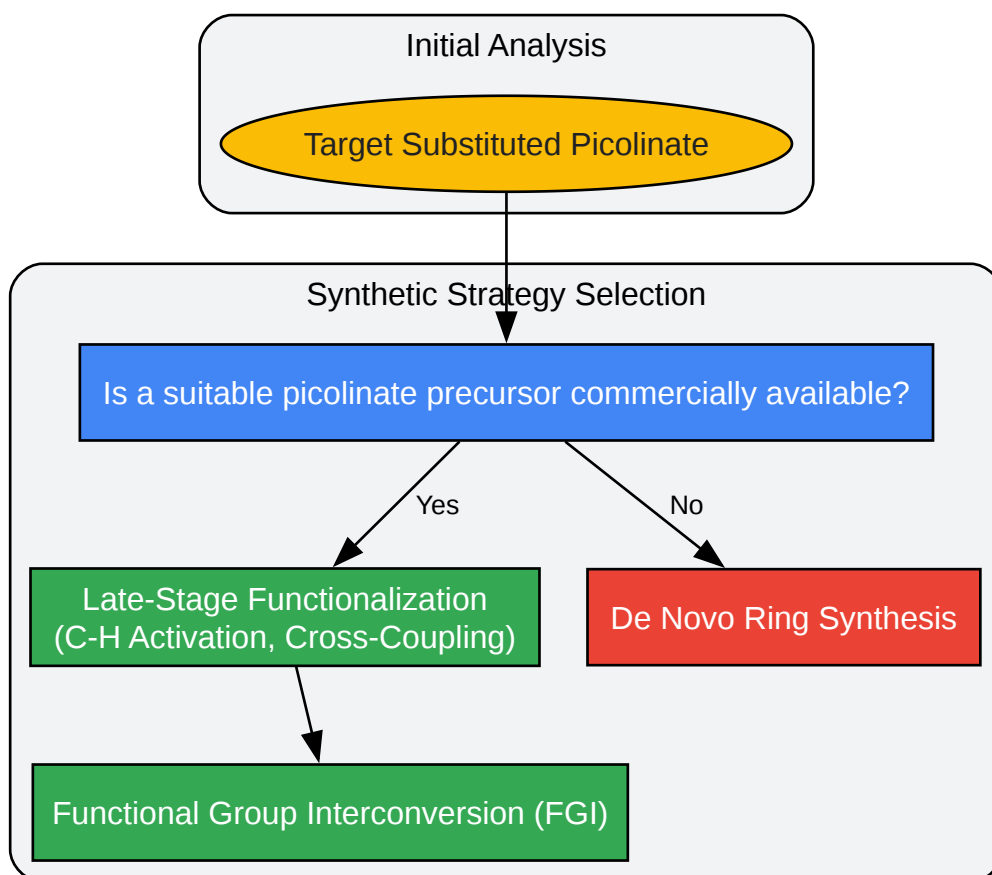 Initial Analysis
Target Substituted Picolinate
Synthetic Strategy Selection
Is a suitable picolinate precursor commercially available?
Yes
No
Late-Stage Functionalization
(C-H Activation, Cross-Coupling)
De Novo Ring Synthesis
Functional Group Interconversion (FGI)